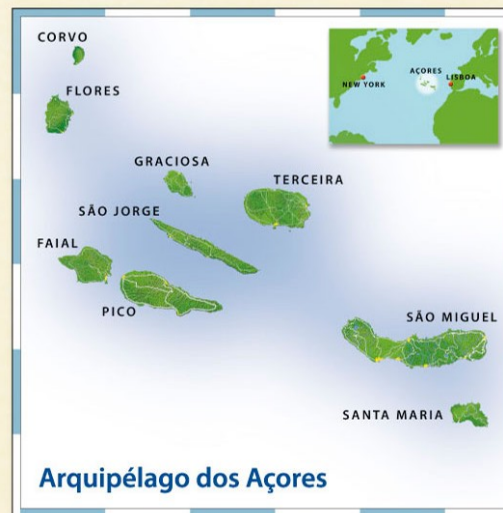 CORVO
FLORES
AÇORES
NEW YORK
LISBOA
GRACIOSA
TERCEIRA
SÃO JORGE
FAIAL
PICO
SÃO MIGUEL
SANTA MARIA
Arquipélago dos Açores